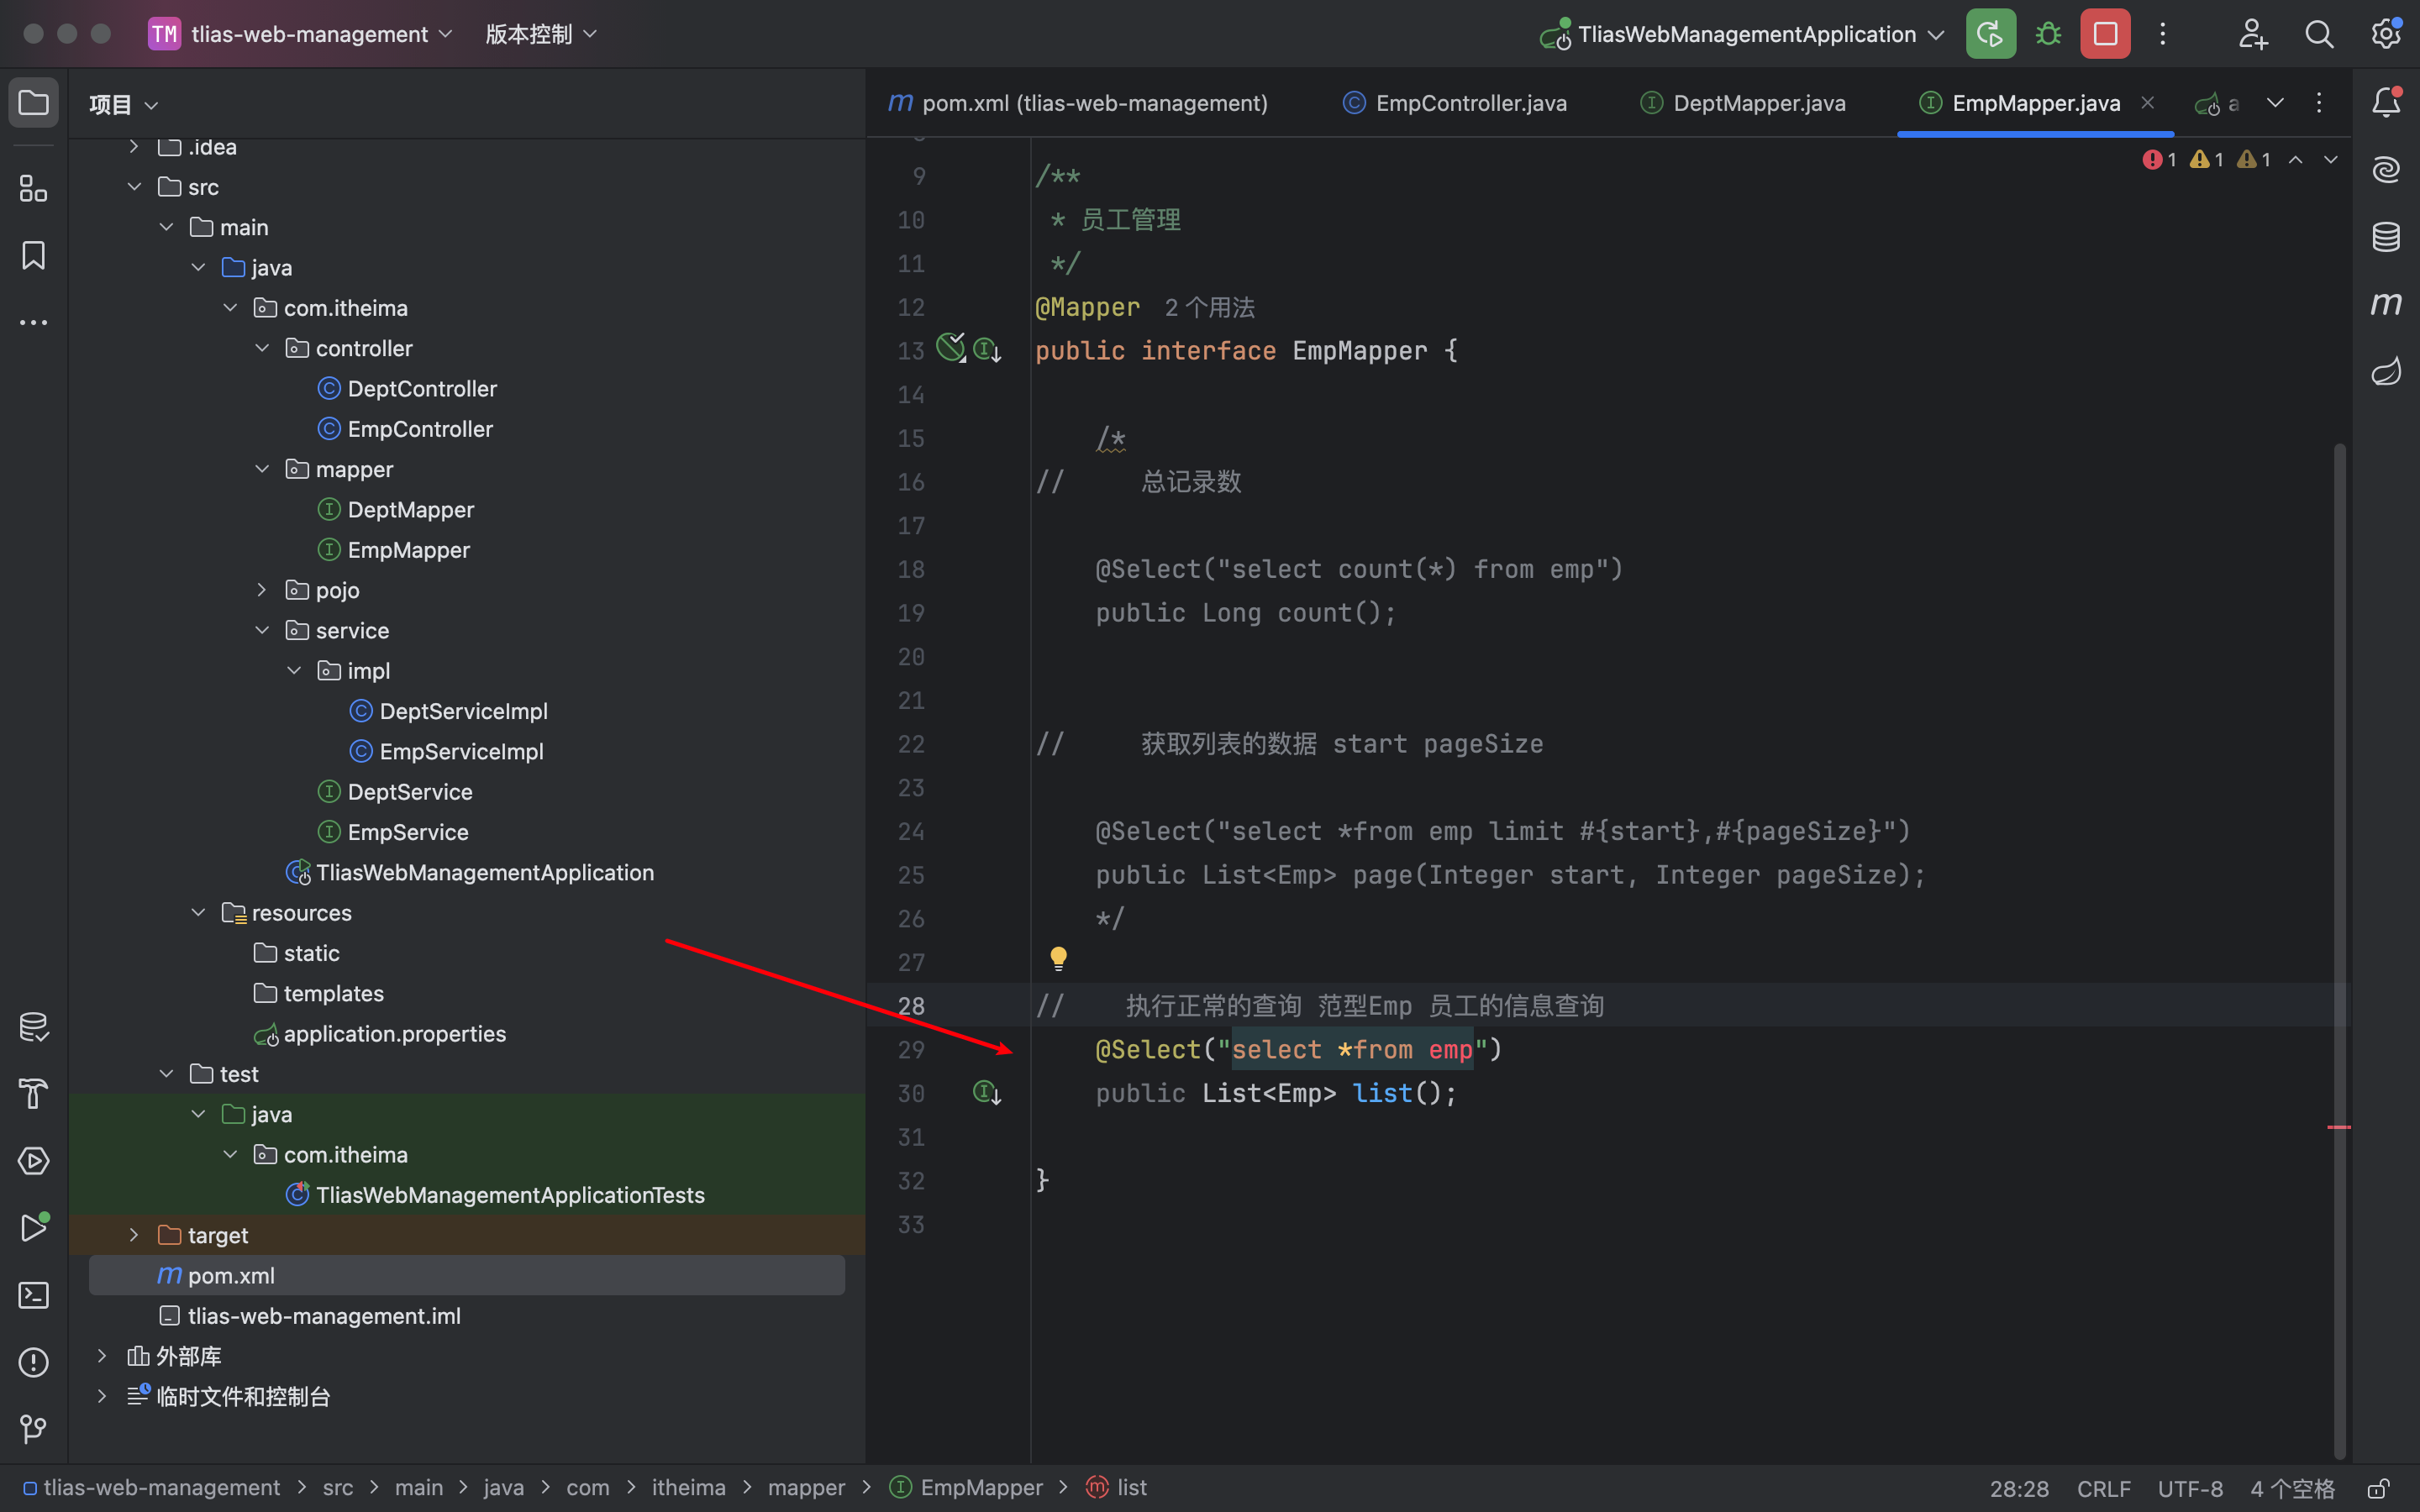 TM tlias-web-management 版本控制 TliasWebManagementApplication
项目
.idea
src
main
java
com.itheima
controller
DeptController
EmpController
mapper
DeptMapper
EmpMapper
pojo
service
impl
DeptServiceImpl
EmpServiceImpl
DeptService
EmpService
TliasWebManagementApplication
resources
static
templates
application.properties
test
java
com.itheima
TliasWebManagementApplicationTests
target
pom.xml
tlias-web-management.iml
外部库
临时文件和控制台
pom.xml (tlias-web-management) EmpController.java DeptMapper.java EmpMapper.java a
1 1 1
9 /**
10 * 员工管理
11 */
12 @Mapper 2 个用法
13 public interface EmpMapper {
14
15 /*
16 // 总记录数
17
18 @Select("select count(*) from emp")
19 public Long count();
20
21
22 // 获取列表的数据 start pageSize
23
24 @Select("select *from emp limit #{start},#{pageSize}")
25 public List<Emp> page(Integer start, Integer pageSize);
26 */
27
28 // 执行正常的查询 范型Emp 员工的信息查询
29 @Select("select *from emp")
30 public List<Emp> list();
31
32 }
33
tlias-web-management > src > main > java > com > itheima > mapper > EmpMapper > list 28:28 CRLF UTF-8 4 个空格